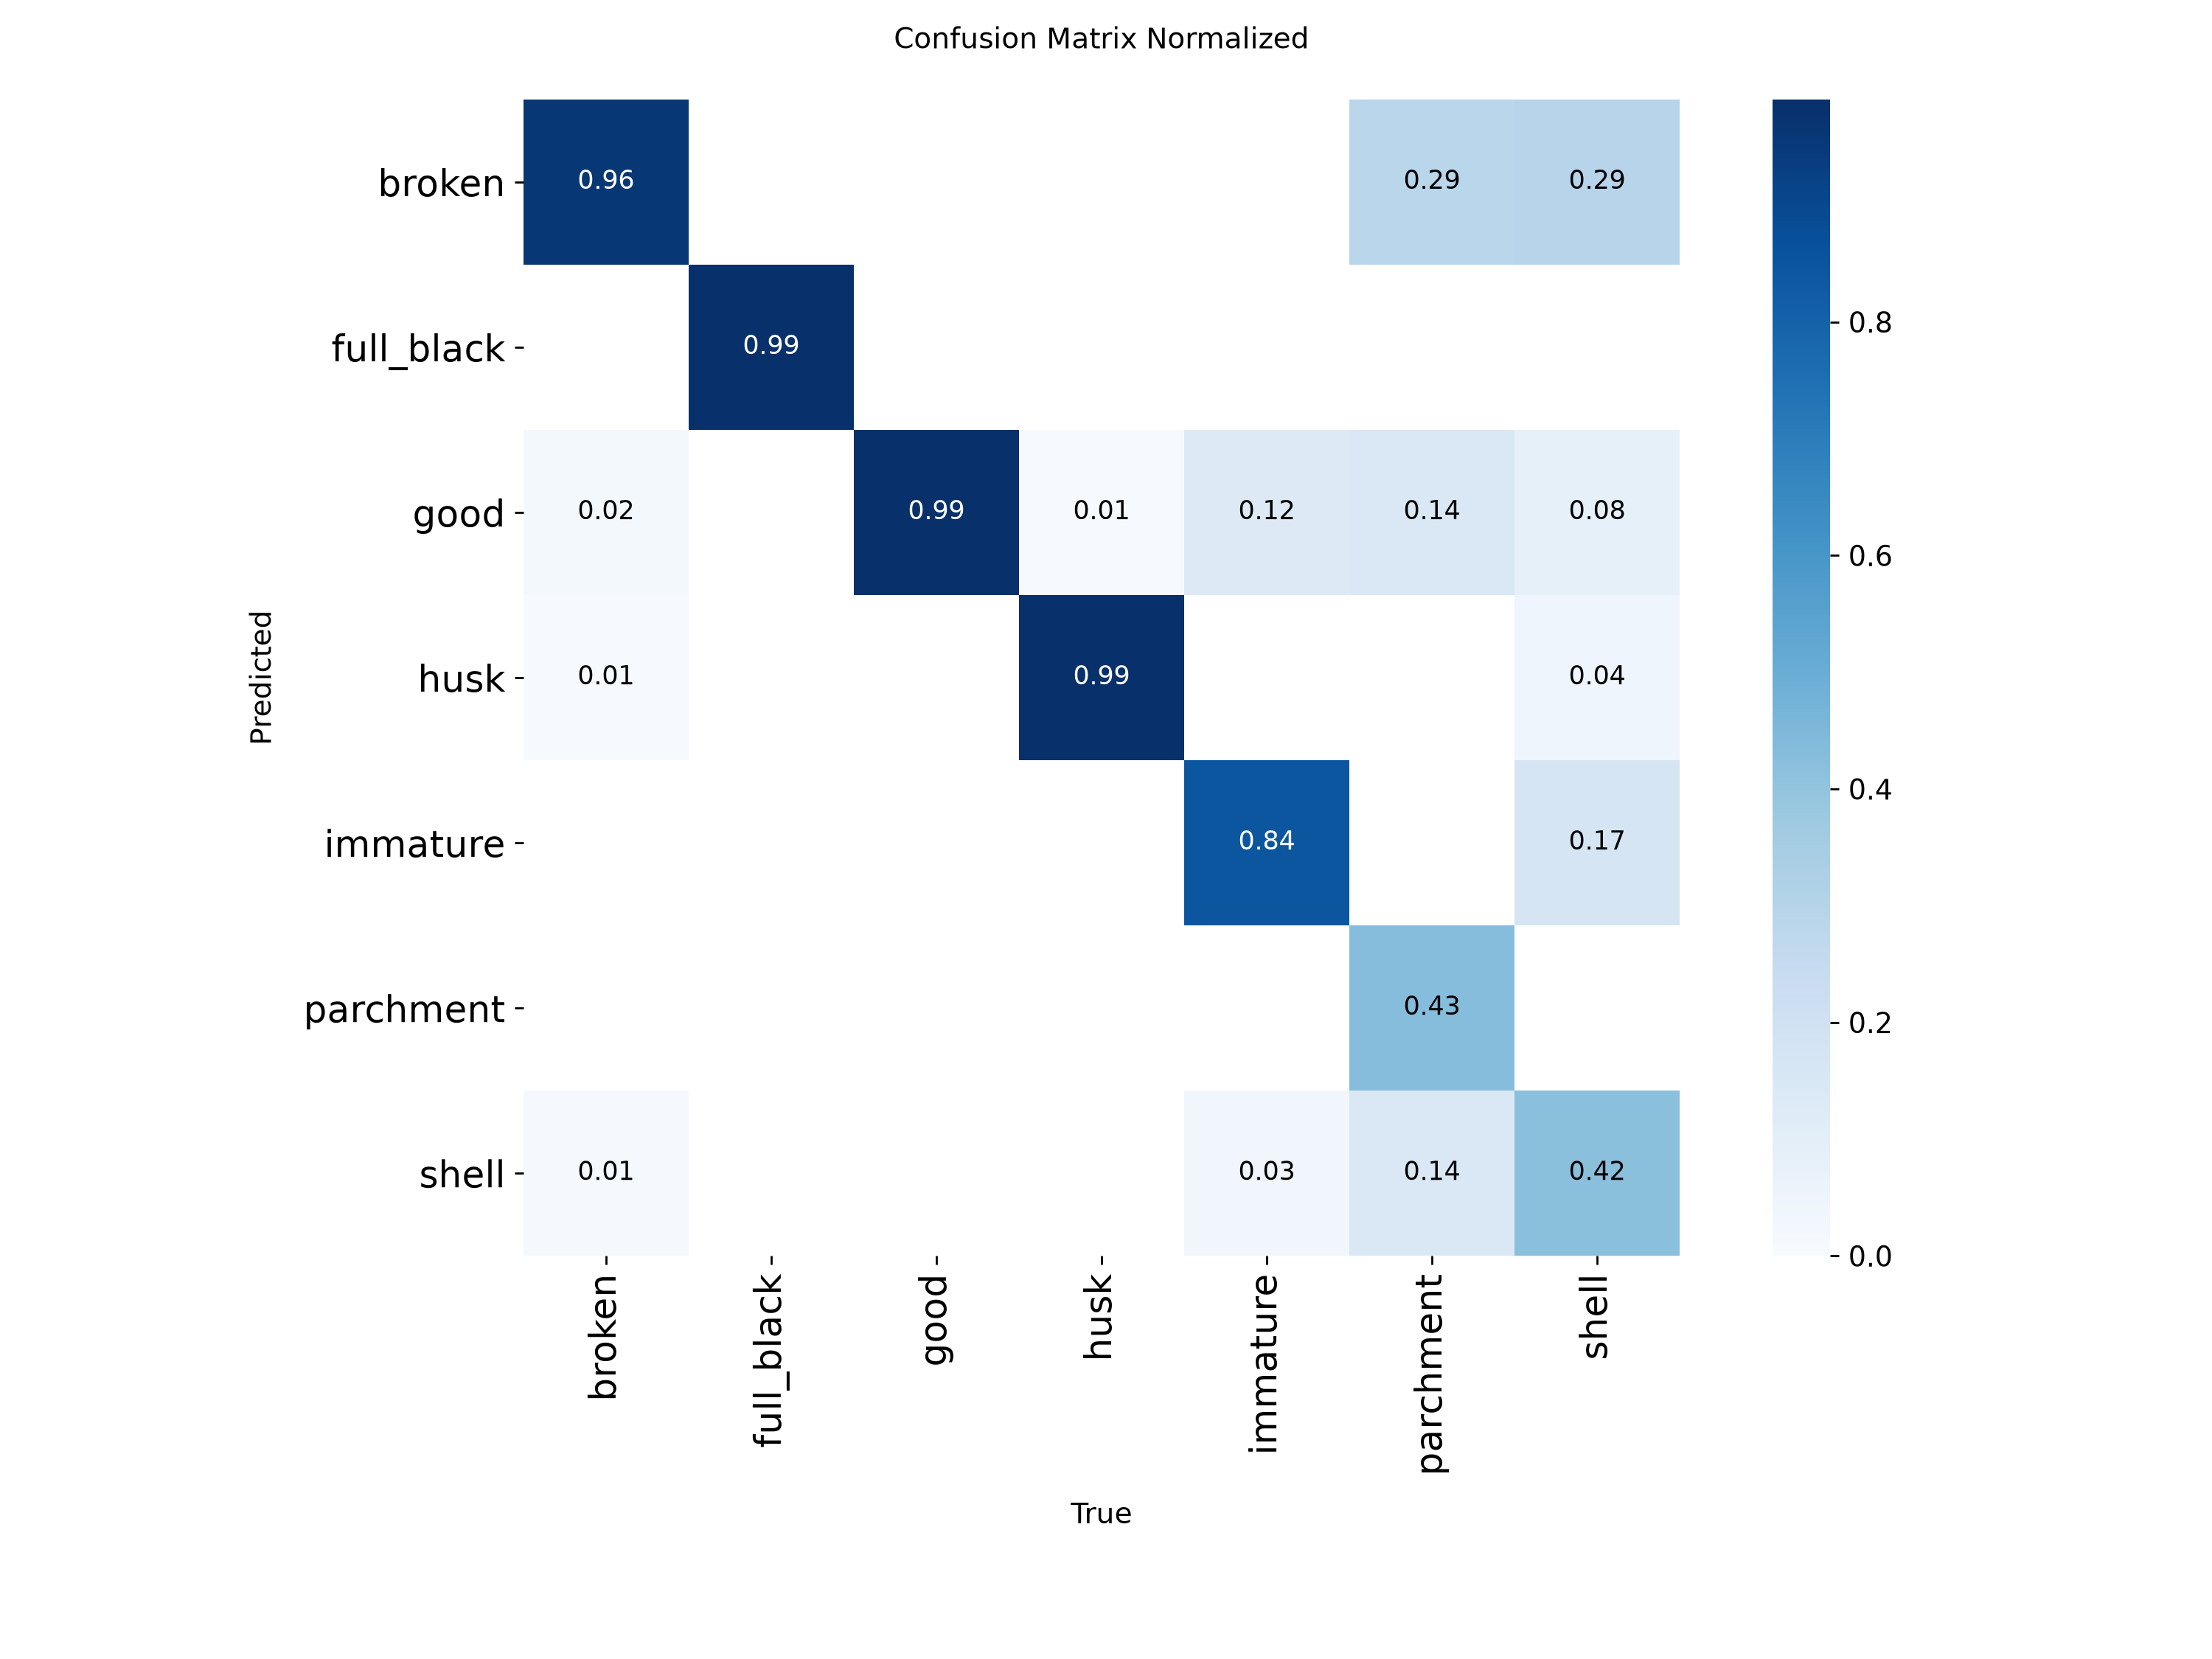 Confusion Matrix Normalized
broken 0.96 0.29 0.29
full_black 0.99
good 0.02 0.99 0.01 0.12 0.14 0.08
husk 0.01 0.99 0.04
immature 0.84 0.17
parchment 0.43
shell 0.01 0.03 0.14 0.42
Predicted
broken
full_black
good
husk
immature
parchment
shell
True
0.8
0.6
0.4
0.2
0.0